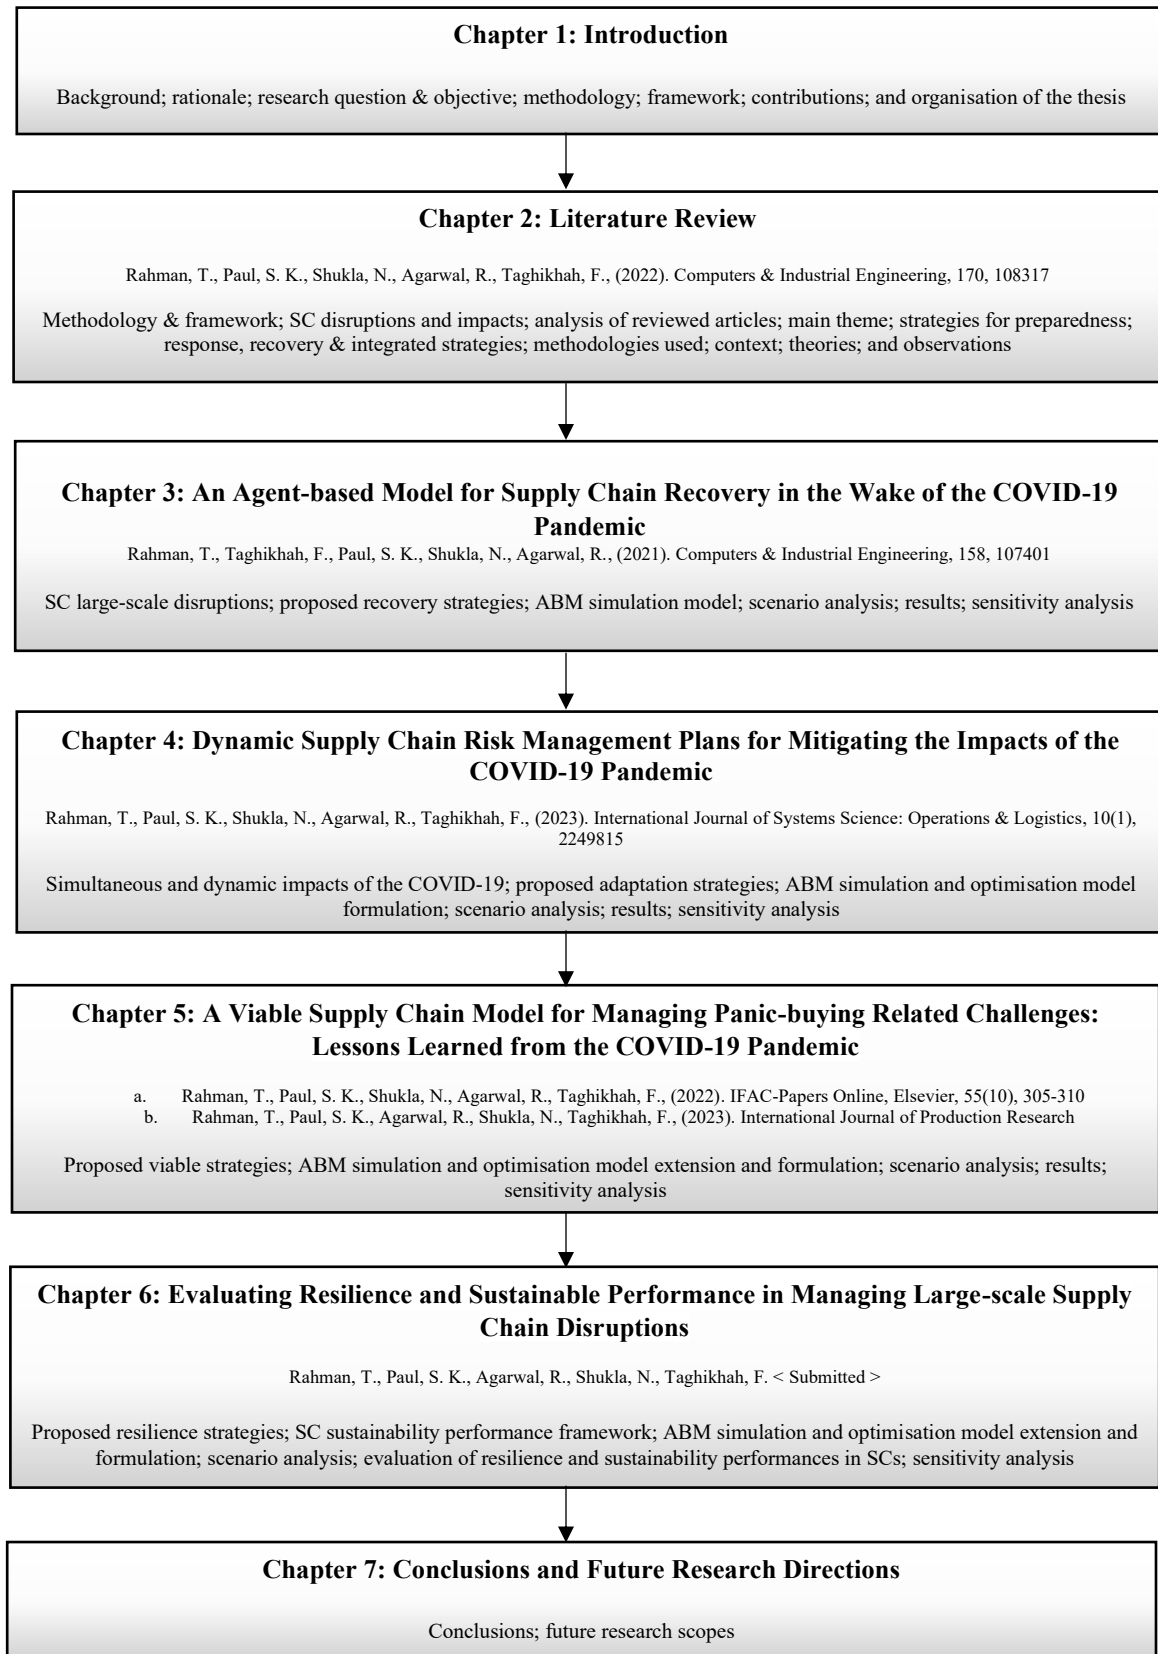 Chapter 1: Introduction
Background; rationale; research question & objective; methodology; framework; contributions; and organisation of the thesis
Chapter 2: Literature Review
Rahman, T., Paul, S. K., Shukla, N., Agarwal, R., Taghikhah, F., (2022). Computers & Industrial Engineering, 170, 108317
Methodology & framework; SC disruptions and impacts; analysis of reviewed articles; main theme; strategies for preparedness;
response, recovery & integrated strategies; methodologies used; context; theories; and observations
Chapter 3: An Agent-based Model for Supply Chain Recovery in the Wake of the COVID-19
Pandemic
Rahman, T., Taghikhah, F., Paul, S. K., Shukla, N., Agarwal, R., (2021). Computers & Industrial Engineering, 158, 107401
SC large-scale disruptions; proposed recovery strategies; ABM simulation model; scenario analysis; results; sensitivity analysis
Chapter 4: Dynamic Supply Chain Risk Management Plans for Mitigating the Impacts of the
COVID-19 Pandemic
Rahman, T., Paul, S. K., Shukla, N., Agarwal, R., Taghikhah, F., (2023). International Journal of Systems Science: Operations & Logistics, 10(1),
2249815
Simultaneous and dynamic impacts of the COVID-19; proposed adaptation strategies; ABM simulation and optimisation model
formulation; scenario analysis; results; sensitivity analysis
Chapter 5: A Viable Supply Chain Model for Managing Panic-buying Related Challenges:
Lessons Learned from the COVID-19 Pandemic
a. Rahman, T., Paul, S. K., Shukla, N., Agarwal, R., Taghikhah, F., (2022). IFAC-Papers Online, Elsevier, 55(10), 305-310
b. Rahman, T., Paul, S. K., Agarwal, R., Shukla, N., Taghikhah, F., (2023). International Journal of Production Research
Proposed viable strategies; ABM simulation and optimisation model extension and formulation; scenario analysis; results;
sensitivity analysis
Chapter 6: Evaluating Resilience and Sustainable Performance in Managing Large-scale Supply
Chain Disruptions
Rahman, T., Paul, S. K., Agarwal, R., Shukla, N., Taghikhah, F. < Submitted >
Proposed resilience strategies; SC sustainability performance framework; ABM simulation and optimisation model extension and
formulation; scenario analysis; evaluation of resilience and sustainability performances in SCs; sensitivity analysis
Chapter 7: Conclusions and Future Research Directions
Conclusions; future research scopes